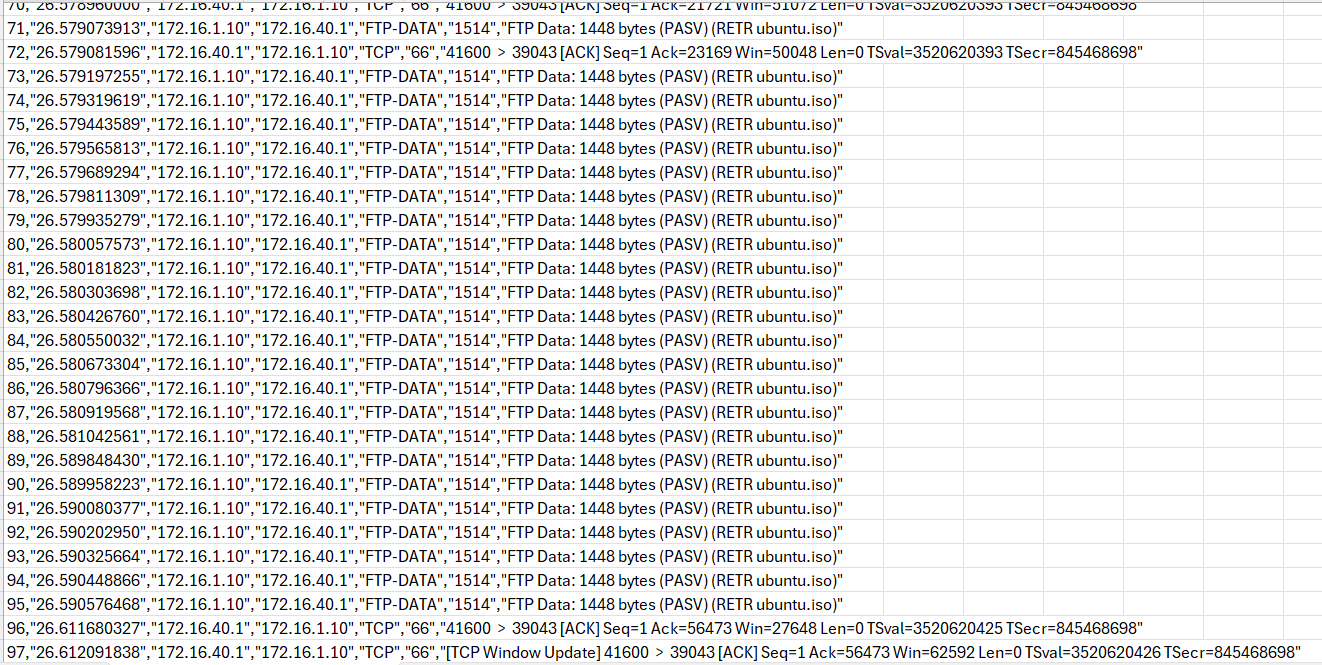 70,"26.578960000","172.16.40.1","172.16.1.10","TCP","66","41600 > 39043 [ACK] Seq=1 Ack=21721 Win=51072 Len=0 TSval=3520620393 TSecr=845468698"
71,"26.579073913","172.16.1.10","172.16.40.1","FTP-DATA","1514","FTP Data: 1448 bytes (PASV) (RETR ubuntu.iso)"
72,"26.579081596","172.16.40.1","172.16.1.10","TCP","66","41600 > 39043 [ACK] Seq=1 Ack=23169 Win=50048 Len=0 TSval=3520620393 TSecr=845468698"
73,"26.579197255","172.16.1.10","172.16.40.1","FTP-DATA","1514","FTP Data: 1448 bytes (PASV) (RETR ubuntu.iso)"
74,"26.579319619","172.16.1.10","172.16.40.1","FTP-DATA","1514","FTP Data: 1448 bytes (PASV) (RETR ubuntu.iso)"
75,"26.579443589","172.16.1.10","172.16.40.1","FTP-DATA","1514","FTP Data: 1448 bytes (PASV) (RETR ubuntu.iso)"
76,"26.579565813","172.16.1.10","172.16.40.1","FTP-DATA","1514","FTP Data: 1448 bytes (PASV) (RETR ubuntu.iso)"
77,"26.579689294","172.16.1.10","172.16.40.1","FTP-DATA","1514","FTP Data: 1448 bytes (PASV) (RETR ubuntu.iso)"
78,"26.579811309","172.16.1.10","172.16.40.1","FTP-DATA","1514","FTP Data: 1448 bytes (PASV) (RETR ubuntu.iso)"
79,"26.579935279","172.16.1.10","172.16.40.1","FTP-DATA","1514","FTP Data: 1448 bytes (PASV) (RETR ubuntu.iso)"
80,"26.580057573","172.16.1.10","172.16.40.1","FTP-DATA","1514","FTP Data: 1448 bytes (PASV) (RETR ubuntu.iso)"
81,"26.580181823","172.16.1.10","172.16.40.1","FTP-DATA","1514","FTP Data: 1448 bytes (PASV) (RETR ubuntu.iso)"
82,"26.580303698","172.16.1.10","172.16.40.1","FTP-DATA","1514","FTP Data: 1448 bytes (PASV) (RETR ubuntu.iso)"
83,"26.580426760","172.16.1.10","172.16.40.1","FTP-DATA","1514","FTP Data: 1448 bytes (PASV) (RETR ubuntu.iso)"
84,"26.580550032","172.16.1.10","172.16.40.1","FTP-DATA","1514","FTP Data: 1448 bytes (PASV) (RETR ubuntu.iso)"
85,"26.580673304","172.16.1.10","172.16.40.1","FTP-DATA","1514","FTP Data: 1448 bytes (PASV) (RETR ubuntu.iso)"
86,"26.580796366","172.16.1.10","172.16.40.1","FTP-DATA","1514","FTP Data: 1448 bytes (PASV) (RETR ubuntu.iso)"
87,"26.580919568","172.16.1.10","172.16.40.1","FTP-DATA","1514","FTP Data: 1448 bytes (PASV) (RETR ubuntu.iso)"
88,"26.581042561","172.16.1.10","172.16.40.1","FTP-DATA","1514","FTP Data: 1448 bytes (PASV) (RETR ubuntu.iso)"
89,"26.589848430","172.16.1.10","172.16.40.1","FTP-DATA","1514","FTP Data: 1448 bytes (PASV) (RETR ubuntu.iso)"
90,"26.589958223","172.16.1.10","172.16.40.1","FTP-DATA","1514","FTP Data: 1448 bytes (PASV) (RETR ubuntu.iso)"
91,"26.590080377","172.16.1.10","172.16.40.1","FTP-DATA","1514","FTP Data: 1448 bytes (PASV) (RETR ubuntu.iso)"
92,"26.590202950","172.16.1.10","172.16.40.1","FTP-DATA","1514","FTP Data: 1448 bytes (PASV) (RETR ubuntu.iso)"
93,"26.590325664","172.16.1.10","172.16.40.1","FTP-DATA","1514","FTP Data: 1448 bytes (PASV) (RETR ubuntu.iso)"
94,"26.590448866","172.16.1.10","172.16.40.1","FTP-DATA","1514","FTP Data: 1448 bytes (PASV) (RETR ubuntu.iso)"
95,"26.590576468","172.16.1.10","172.16.40.1","FTP-DATA","1514","FTP Data: 1448 bytes (PASV) (RETR ubuntu.iso)"
96,"26.611680327","172.16.40.1","172.16.1.10","TCP","66","41600 > 39043 [ACK] Seq=1 Ack=56473 Win=27648 Len=0 TSval=3520620425 TSecr=845468698"
97,"26.612091838","172.16.40.1","172.16.1.10","TCP","66","[TCP Window Update] 41600 > 39043 [ACK] Seq=1 Ack=56473 Win=62592 Len=0 TSval=3520620426 TSecr=845468698"